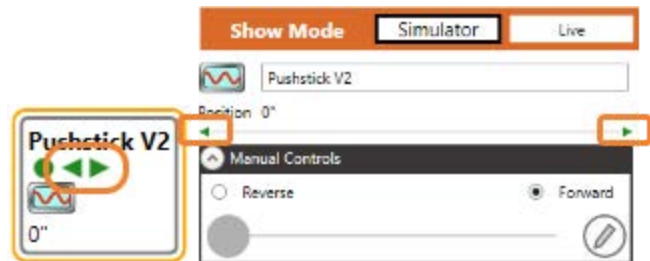 Show Mode Simulator Live
Pushstick V2
Position 0"
Manual Controls
Reverse Forward
Pushstick V2
0"